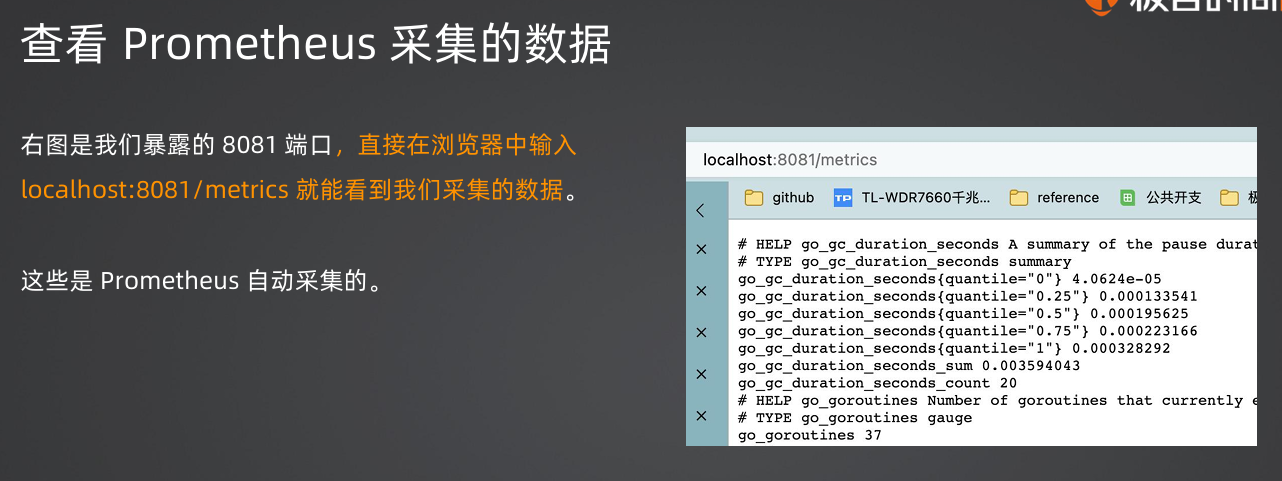 查看 Prometheus 采集的数据
右图是我们暴露的 8081 端口，直接在浏览器中输入
localhost:8081/metrics 就能看到我们采集的数据。
这些是 Prometheus 自动采集的。
localhost:8081/metrics
github TL-WDR7660千兆... reference 公共开支
# HELP go_gc_duration_seconds A summary of the pause
# TYPE go_gc_duration_seconds summary
go_gc_duration_seconds{quantile="0"} 4.0624e-05
go_gc_duration_seconds{quantile="0.25"} 0.000133541
go_gc_duration_seconds{quantile="0.5"} 0.000195625
go_gc_duration_seconds{quantile="0.75"} 0.000223166
go_gc_duration_seconds{quantile="1"} 0.000328292
go_gc_duration_seconds_sum 0.003594043
go_gc_duration_seconds_count 20
# HELP go_goroutines Number of goroutines that currently
# TYPE go_goroutines gauge
go_goroutines 37